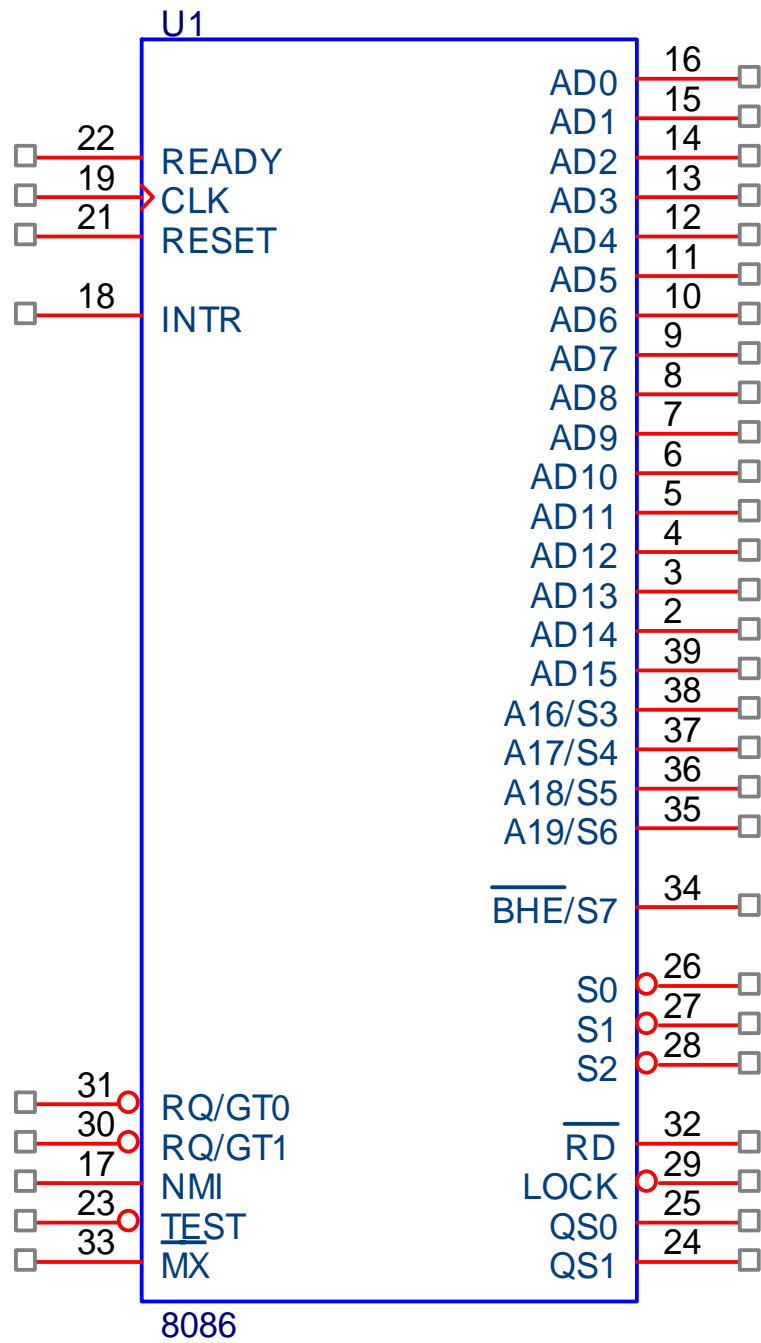 U1
22 READY
19 CLK
21 RESET
18 INTR
31 RQ/GT0
30 RQ/GT1
17 NMI
23 TEST
33 M̅X̅
AD0 16
AD1 15
AD2 14
AD3 13
AD4 12
AD5 11
AD6 10
AD7 9
AD8 8
AD9 7
AD10 6
AD11 5
AD12 4
AD13 3
AD14 2
AD15 39
A16/S3 38
A17/S4 37
A18/S5 36
A19/S6 35
B̅H̅E̅/S7 34
S0 26
S1 27
S2 28
R̅D̅ 32
LOCK 29
QS0 25
QS1 24
8086